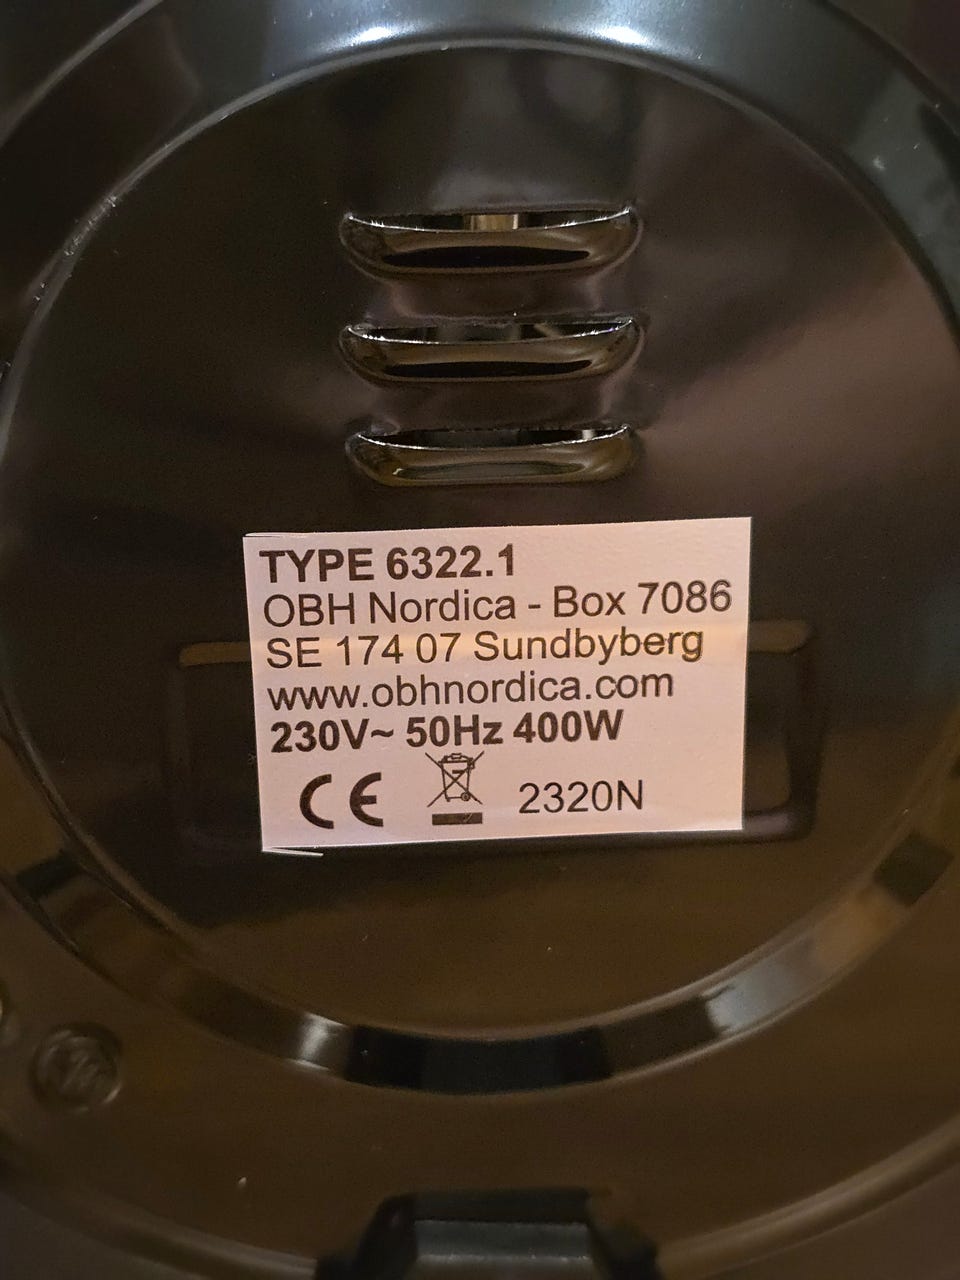 TYPE 6322.1
OBH Nordica - Box 7086
SE 174 07 Sundbyberg
www.obhnordica.com
230V~ 50Hz 400W
CE 2320N